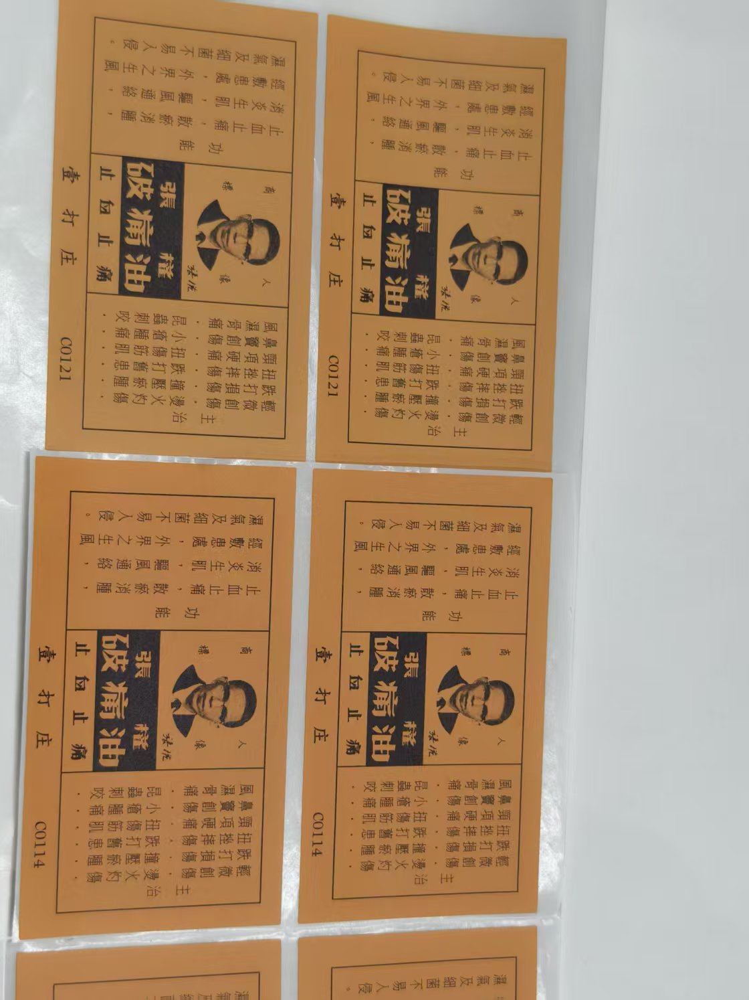 主治
輕微創傷．燙火灼傷．
跌打損傷．撞壓瘀腫．
扭挫摔傷．跌打舊患．
頸項硬痛．扭傷筋肌．
鼻竇創傷．小瘡腫痛．
風濕骨痛．昆蟲刺咬．
商標
人像
張權
破痛油
止血止痛
功能
止血止痛，散瘀消腫，
消炎生肌，驅風通絡，
經敷患處，外界之生風
濕氣及細菌不易入侵。
壹打庄
C0121
主治
輕微創傷．燙火灼傷．
跌打損傷．撞壓瘀腫．
扭挫摔傷．跌打舊患．
頸項硬痛．扭傷筋肌．
鼻竇創傷．小瘡腫痛．
風濕骨痛．昆蟲刺咬．
商標
人像
張權
破痛油
止血止痛
功能
止血止痛，散瘀消腫，
消炎生肌，驅風通絡，
經敷患處，外界之生風
濕氣及細菌不易入侵。
壹打庄
C0121
主治
輕微創傷．燙火灼傷．
跌打損傷．撞壓瘀腫．
扭挫摔傷．跌打舊患．
頸項硬痛．扭傷筋肌．
鼻竇創傷．小瘡腫痛．
風濕骨痛．昆蟲刺咬．
商標
人像
張權
破痛油
止血止痛
功能
止血止痛，散瘀消腫，
消炎生肌，驅風通絡，
經敷患處，外界之生風
濕氣及細菌不易入侵。
壹打庄
C0114
主治
輕微創傷．燙火灼傷．
跌打損傷．撞壓瘀腫．
扭挫摔傷．跌打舊患．
頸項硬痛．扭傷筋肌．
鼻竇創傷．小瘡腫痛．
風濕骨痛．昆蟲刺咬．
商標
人像
張權
破痛油
止血止痛
功能
止血止痛，散瘀消腫，
消炎生肌，驅風通絡，
經敷患處，外界之生風
濕氣及細菌不易入侵。
壹打庄
C0114
濕氣及細菌不易入侵。